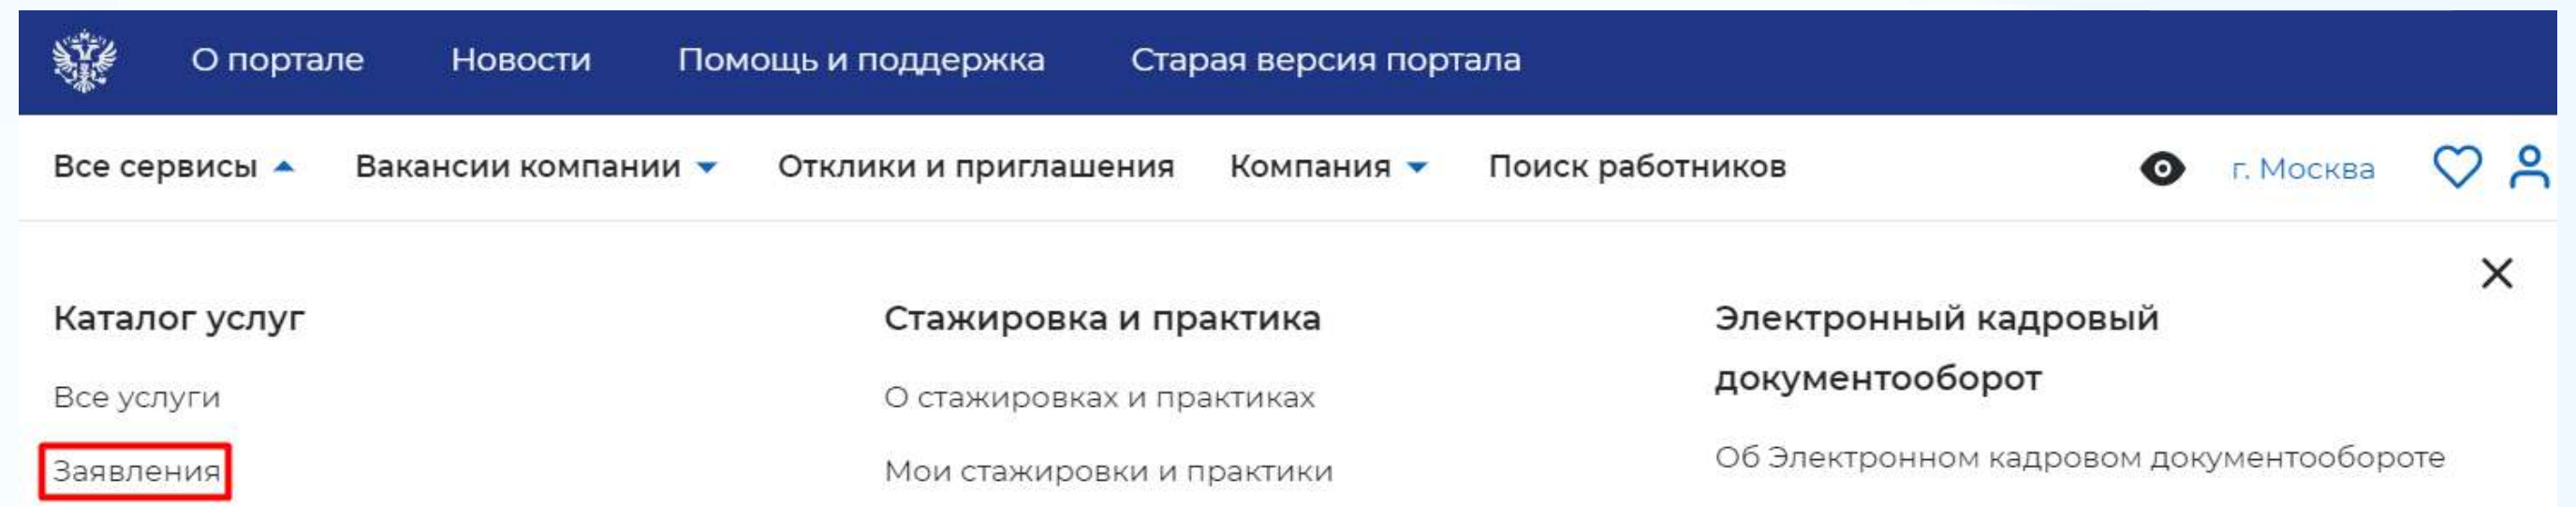 О портале Новости Помощь и поддержка Старая версия портала
Все сервисы Вакансии компании Отклики и приглашения Компания Поиск работников г. Москва
Каталог услуг
Все услуги
Заявления
Стажировка и практика
О стажировках и практиках
Мои стажировки и практики
Электронный кадровый
документооборот
Об Электронном кадровом документообороте